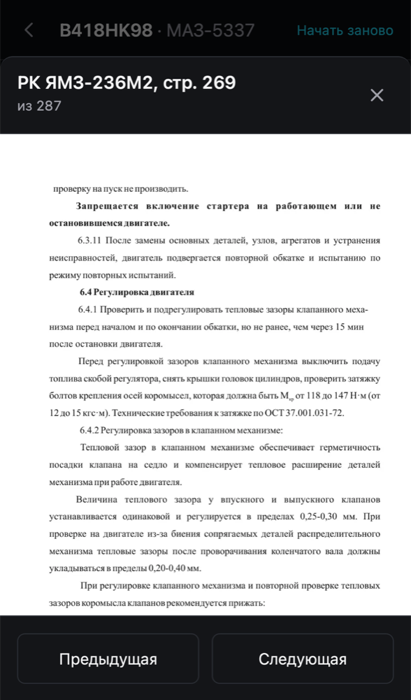 В418НК98 · МАЗ-5337
Начать заново
РК ЯМЗ-236М2, стр. 269
из 287
проверку на пуск не производить.
Запрещается включение стартера на работающем или не
остановившемся двигателе.
6.3.11 После замены основных деталей, узлов, агрегатов и устранения
неисправностей, двигатель подвергается повторной обкатке и испытанию по
режиму повторных испытаний.
6.4 Регулировка двигателя
6.4.1 Проверить и подрегулировать тепловые зазоры клапанного меха-
низма перед началом и по окончании обкатки, но не ранее, чем через 15 мин
после остановки двигателя.
Перед регулировкой зазоров клапанного механизма выключить подачу
топлива скобой регулятора, снять крышки головок цилиндров, проверить затяжку
болтов крепления осей коромысел, которая должна быть М от 118 до 147 Н·м (от
12 до 15 кгс·м). Технические требования к затяжке по ОСТ 37.001.031-72.
6.4.2 Регулировка зазоров в клапанном механизме:
Тепловой зазор в клапанном механизме обеспечивает герметичность
посадки клапана на седло и компенсирует тепловое расширение деталей
механизма при работе двигателя.
Величина теплового зазора у впускного и выпускного клапанов
устанавливается одинаковой и регулируется в пределах 0,25-0,30 мм. При
проверке на двигателе из-за биения сопрягаемых деталей распределительного
механизма тепловые зазоры после проворачивания коленчатого вала должны
укладываться в пределы 0,20-0,40 мм.
При регулировке клапанного механизма и повторной проверке тепловых
зазоров коромысла клапанов рекомендуется прижать:
Предыдущая
Следующая